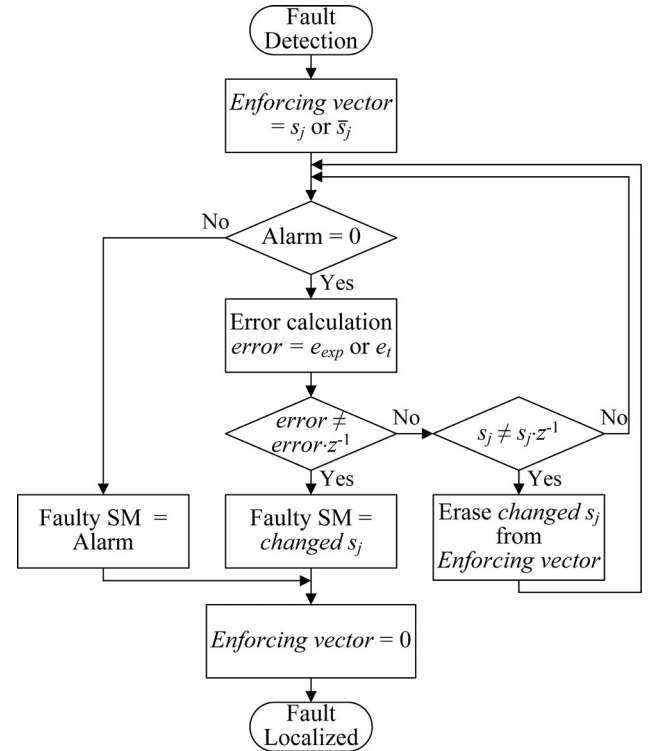 Fault
Detection
Enforcing vector
= sⱼ or s̅ⱼ
No
Alarm = 0
Yes
Error calculation
error = eₑₓₚ or eₜ
error ≠
error·z⁻¹
No
sⱼ ≠ sⱼ·z⁻¹
No
Yes
Yes
Faulty SM =
Alarm
Faulty SM =
changed sⱼ
Erase changed sⱼ
from
Enforcing vector
Enforcing vector = 0
Fault
Localized